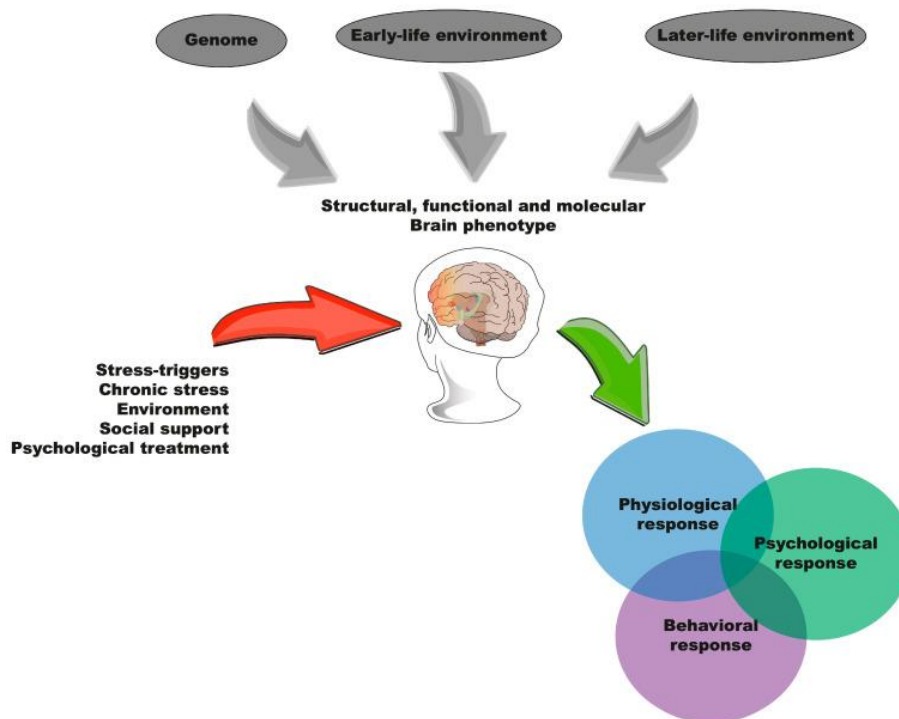 Genome
Early-life environment
Later-life environment
Structural, functional and molecular
Brain phenotype
Stress-triggers
Chronic stress
Environment
Social support
Psychological treatment
Physiological
response
Psychological
response
Behavioral
response